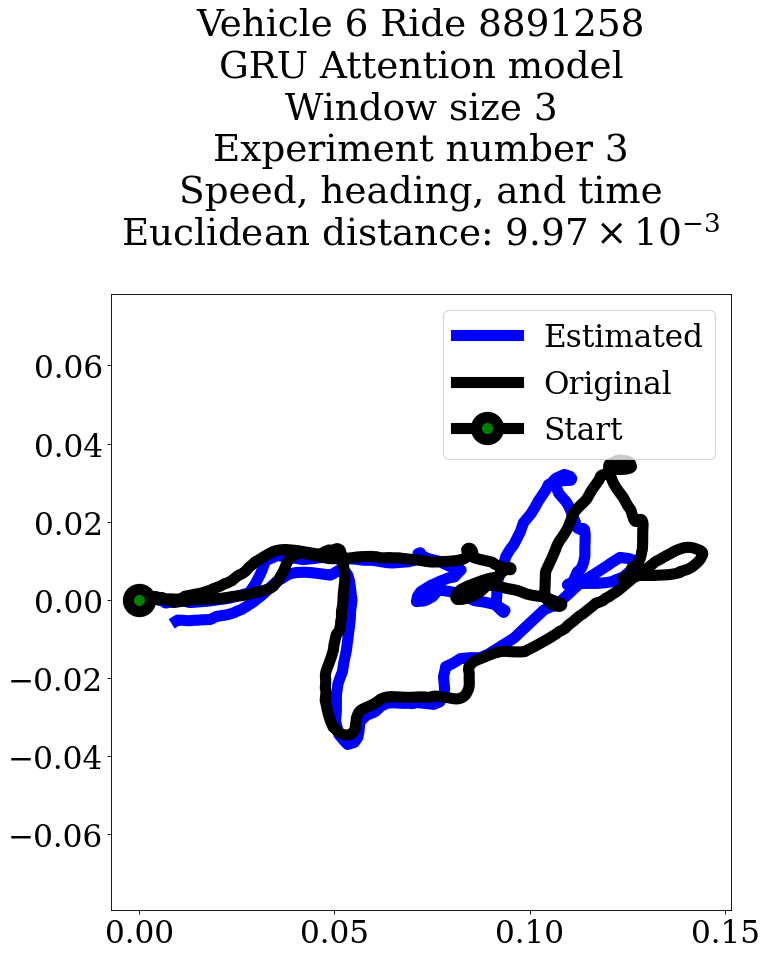 Vehicle 6 Ride 8891258
GRU Attention model
Window size 3
Experiment number 3
Speed, heading, and time
Euclidean distance: 9.97 × 10⁻³
Estimated
Original
Start
0.06
0.04
0.02
0.00
−0.02
−0.04
−0.06
0.00 0.05 0.10 0.15